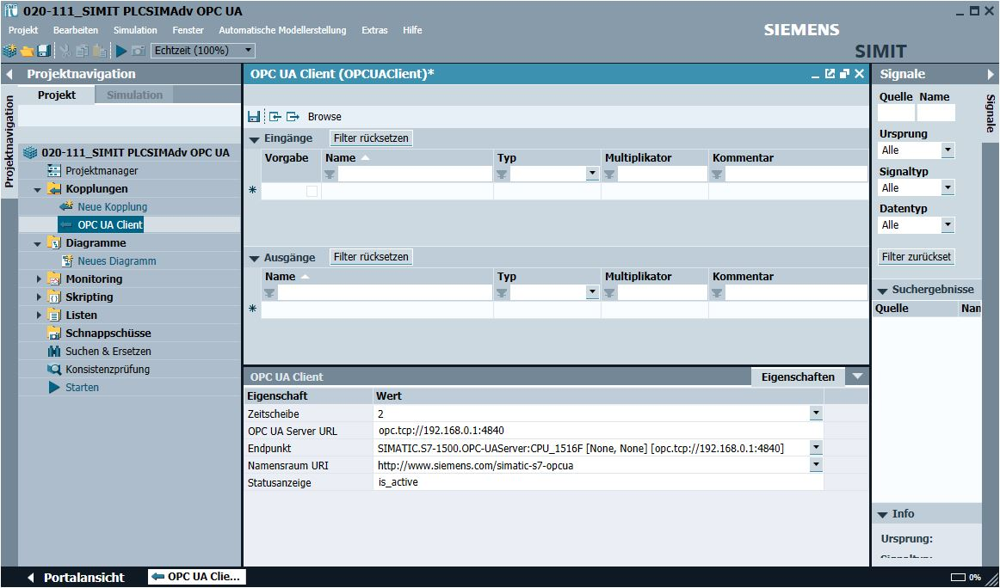 020-111_SIMIT PLCSIMAdv OPC UA
Projekt Bearbeiten Simulation Fenster Automatische Modellerstellung Extras Hilfe
SIEMENS
SIMIT
Echtzeit (100%)
Projektnavigation
Projektnavigation
Projekt Simulation
020-111_SIMIT PLCSIMAdv OPC UA
Projektmanager
Kopplungen
Neue Kopplung
OPC UA Client
Diagramme
Neues Diagramm
Monitoring
Skripting
Listen
Schnappschüsse
Suchen & Ersetzen
Konsistenzprüfung
Starten
OPC UA Client (OPCUAClient)*
Browse
Eingänge Filter rücksetzen
Vorgabe Name Typ Multiplikator Kommentar
Ausgänge Filter rücksetzen
Name Typ Multiplikator Kommentar
OPC UA Client Eigenschaften
Eigenschaft Wert
Zeitscheibe 2
OPC UA Server URL opc.tcp://192.168.0.1:4840
Endpunkt SIMATIC.S7-1500.OPC-UAServer:CPU_1516F [None, None] [opc.tcp://192.168.0.1:4840]
Namensraum URI http://www.siemens.com/simatic-s7-opcua
Statusanzeige is_active
Signale
Signale
Quelle Name
Ursprung
Alle
Signaltyp
Alle
Datentyp
Alle
Filter zurückset
Suchergebnisse
Quelle Nan
Info
Ursprung:
Portalansicht OPC UA Clie... 0%